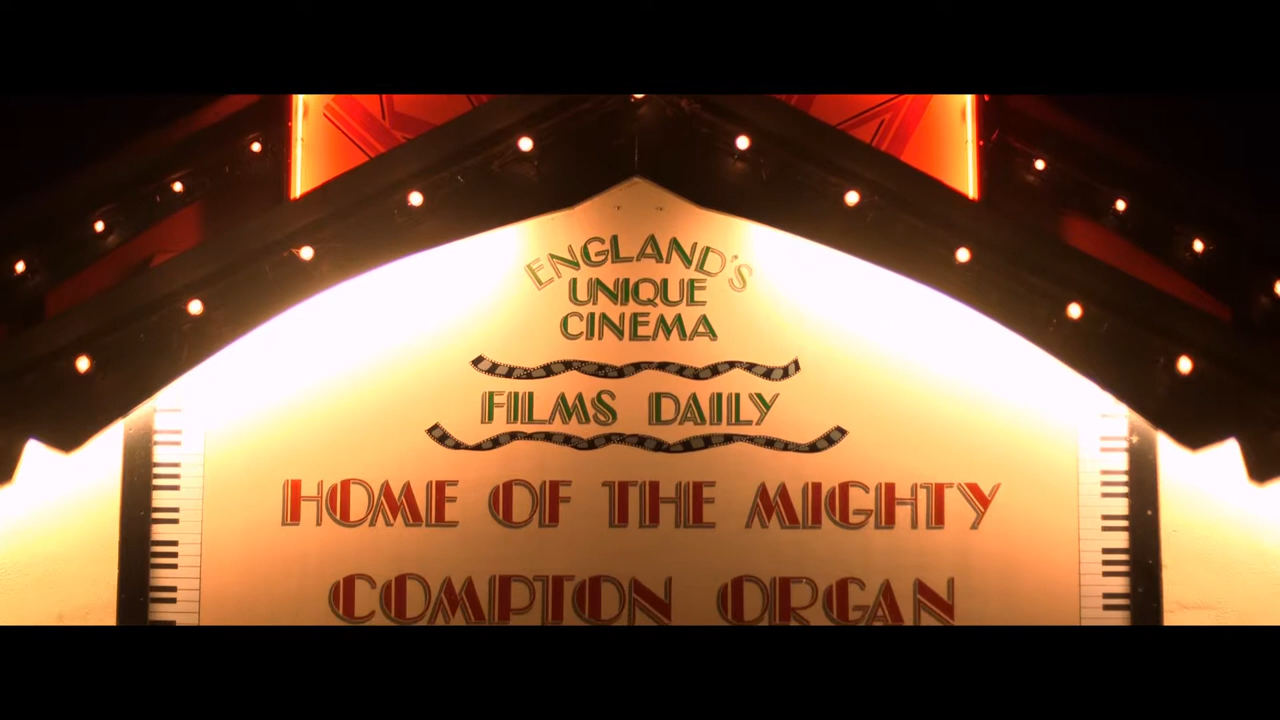 ENGLAND'S
UNIQUE
CINEMA
FILMS DAILY
HOME OF THE MIGHTY
COMPTON ORGAN